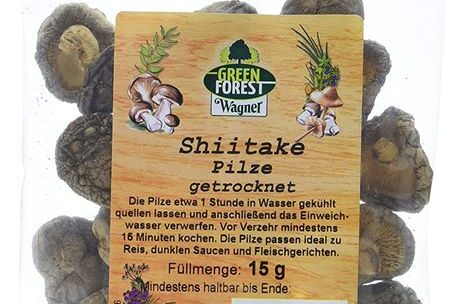 GREEN
FOREST
Wagner
Shiitake
Pilze
getrocknet
Die Pilze etwa 1 Stunde in Wasser gekühlt
quellen lassen und anschließend das Einweich-
wasser verwerfen. Vor Verzehr mindestens
15 Minuten kochen. Die Pilze passen ideal zu
Reis, dunklen Saucen und Fleischgerichten.
Füllmenge: 15 g
Mindestens haltbar bis Ende: